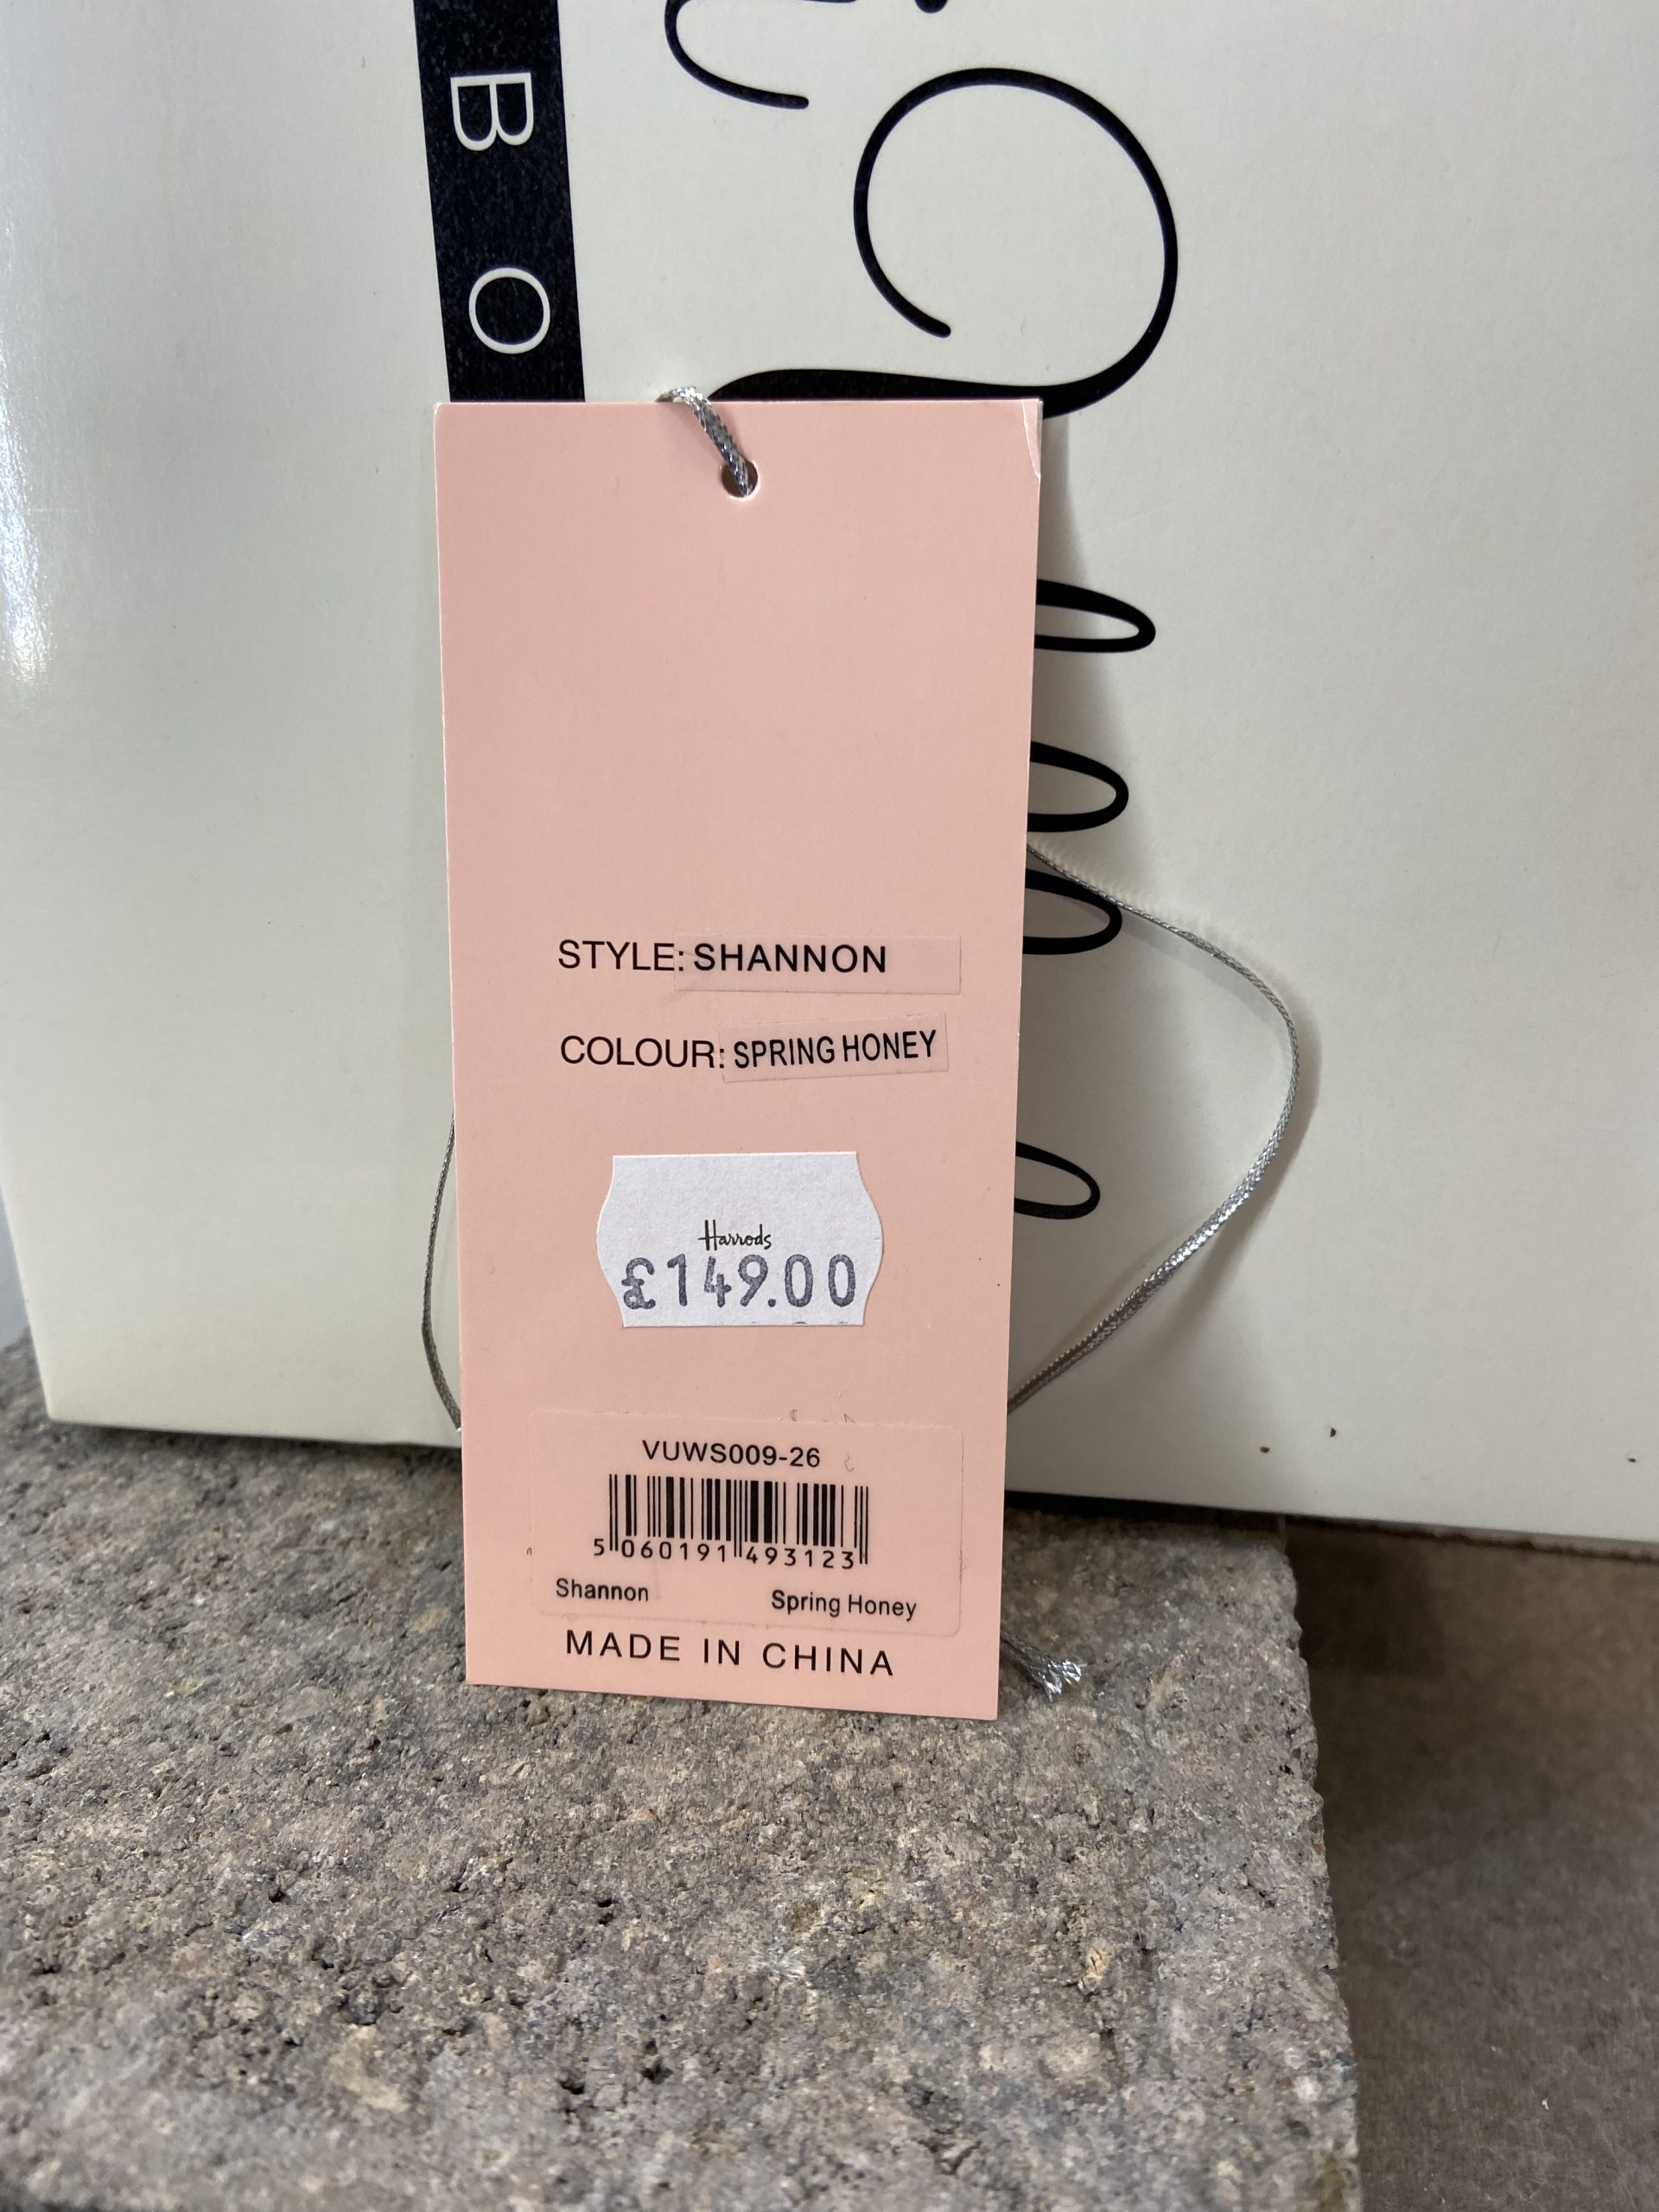 B O
STYLE: SHANNON
COLOUR: SPRING HONEY
Harrods
£149.00
VUWS009-26
5 060191 493123
Shannon Spring Honey
MADE IN CHINA